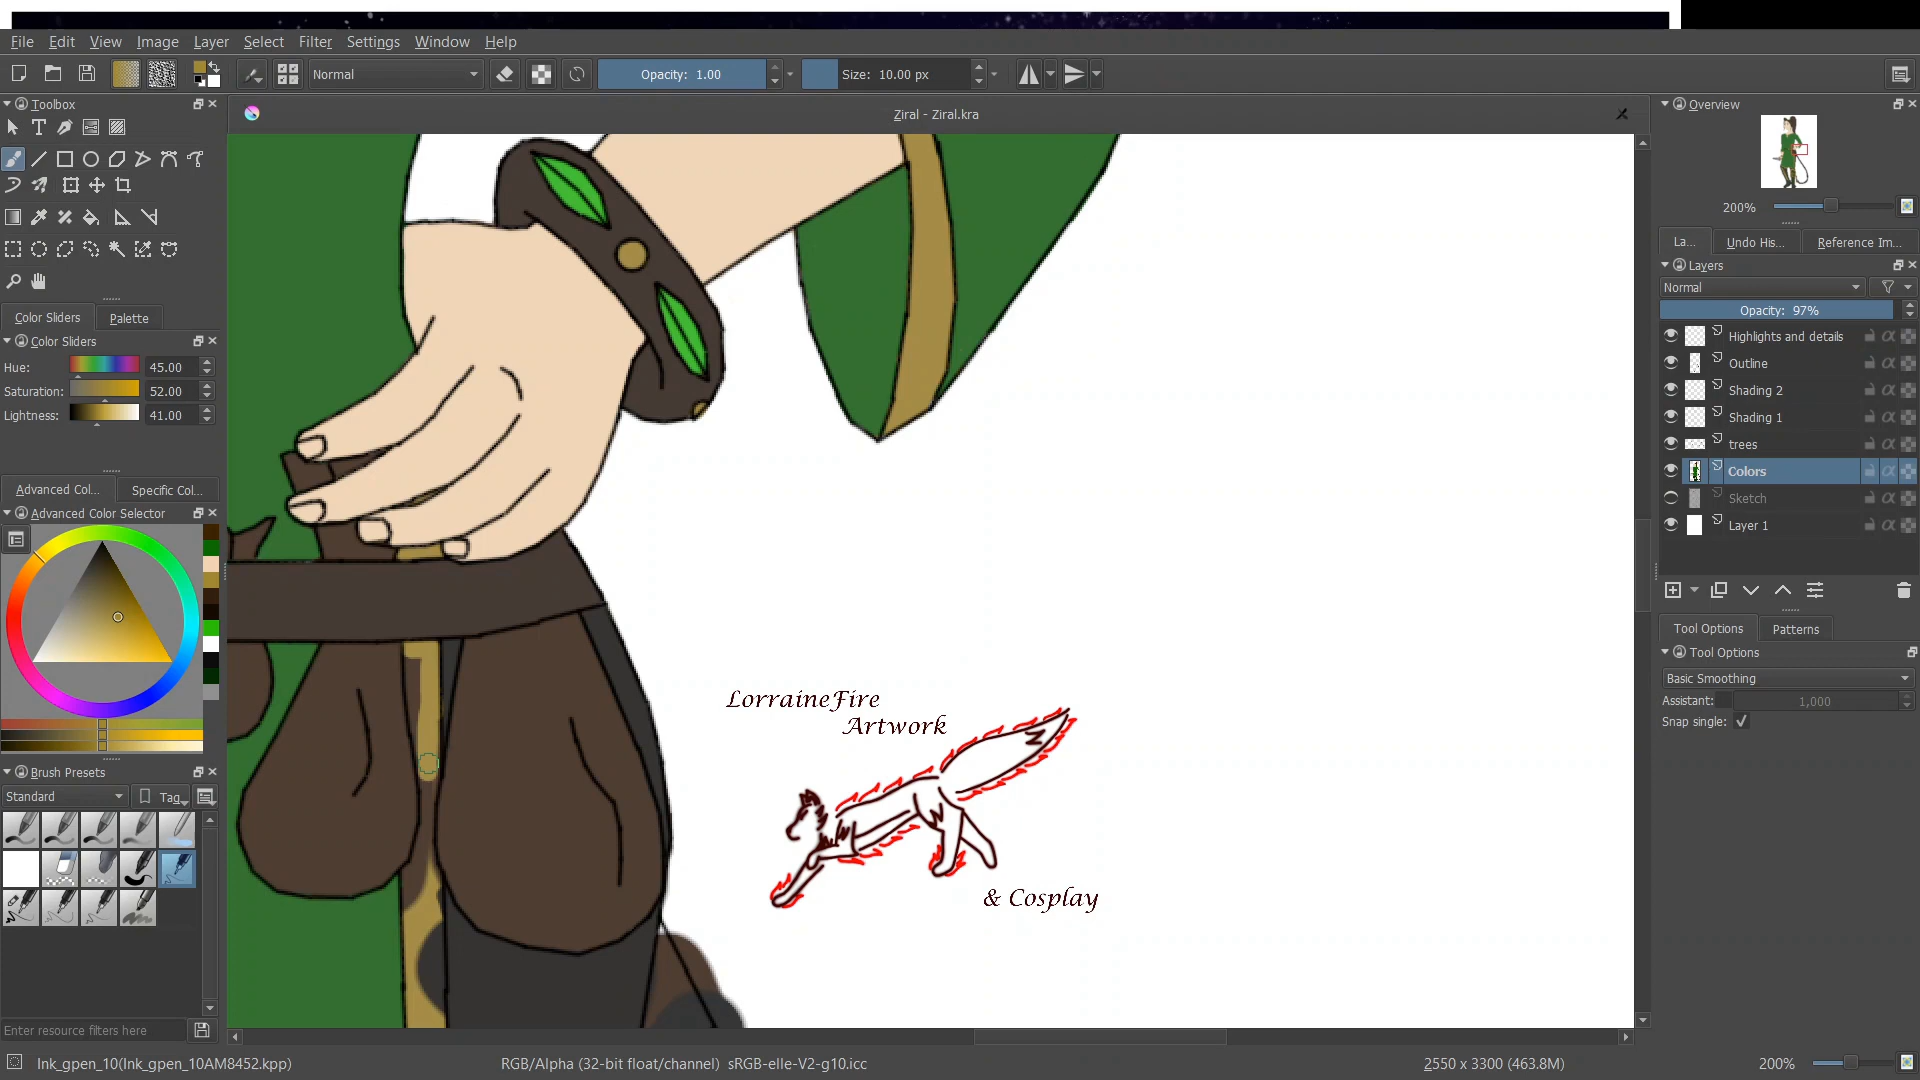 File Edit View Image Layer Select Filter Settings Window Help
Normal
Opacity: 1.00
Size: 10.00 px
Toolbox
Ziral - Ziral.kra
Overview
200%
La...
Undo His...
Reference Im...
Layers
Normal
Opacity: 97%
Highlights and details
Outline
Shading 2
Shading 1
trees
Colors
Sketch
Layer 1
Tool Options
Patterns
Tool Options
Basic Smoothing
Assistant:
1,000
Snap single:
Color Sliders
Palette
Color Sliders
Hue:
45.00
Saturation:
52.00
Lightness:
41.00
Advanced Col...
Specific Col...
Advanced Color Selector
Brush Presets
Standard
Tag
Enter resource filters here
LorraineFire
Artwork
& Cosplay
Ink_gpen_10(Ink_gpen_10AM8452.kpp)
RGB/Alpha (32-bit float/channel) sRGB-elle-V2-g10.icc
2550 x 3300 (463.8M)
200%